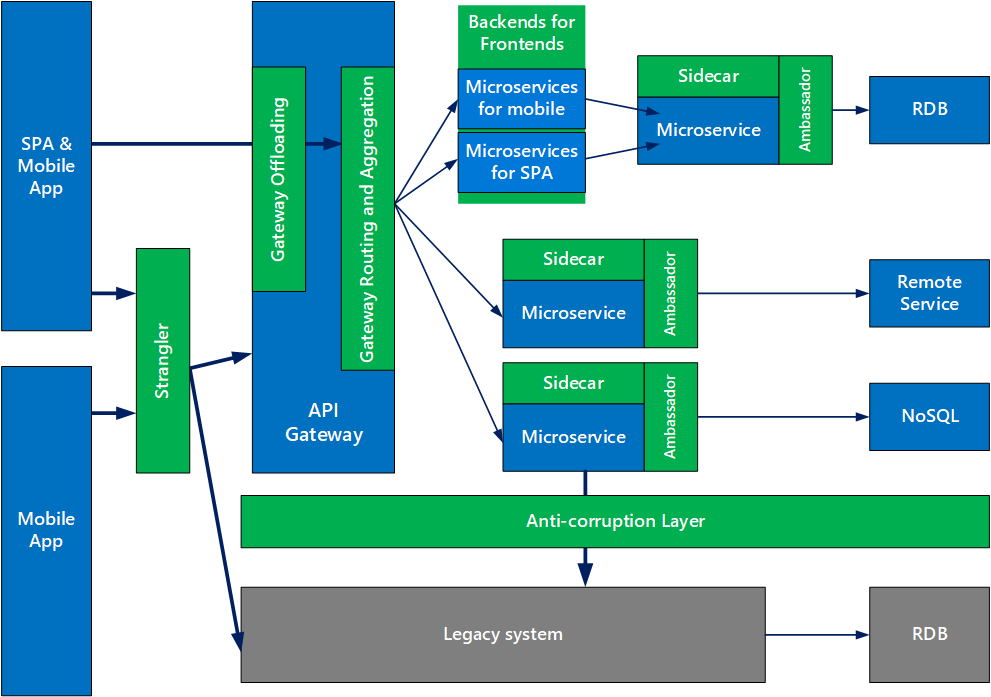 SPA &
Mobile
App
Mobile
App
Strangler
Gateway Offloading
Gateway Routing and Aggregation
API
Gateway
Backends for
Frontends
Microservices
for mobile
Microservices
for SPA
Sidecar
Microservice
Ambassador
RDB
Sidecar
Microservice
Ambassador
Remote
Service
Sidecar
Microservice
Ambassador
NoSQL
Anti-corruption Layer
Legacy system
RDB